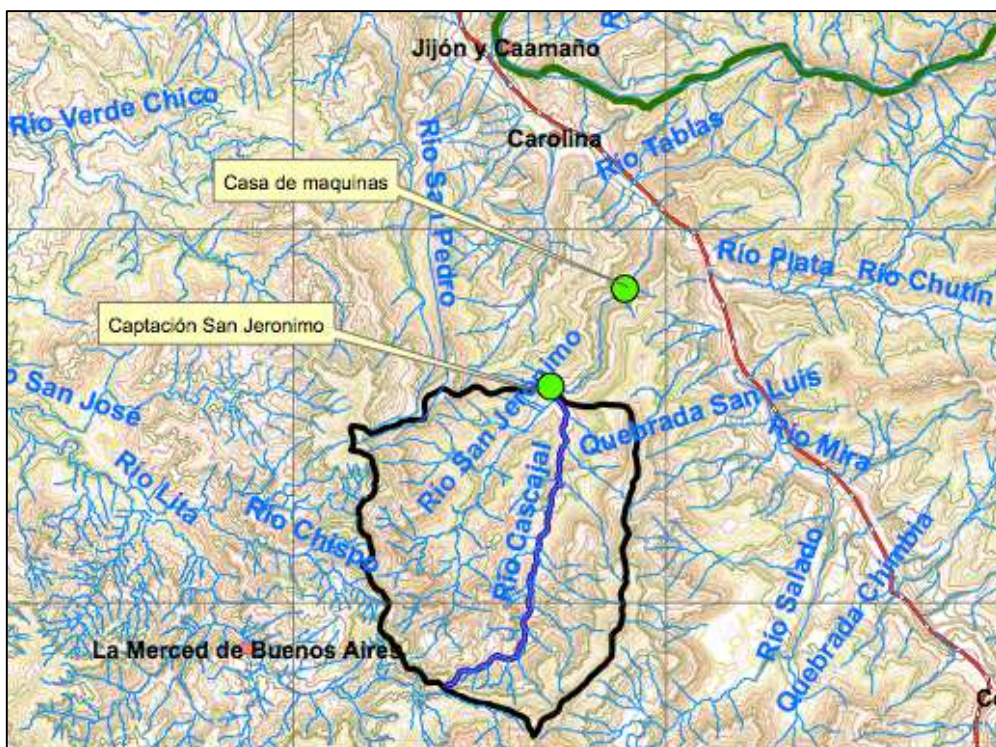 Jijón y Caamaño
Río Verde Chico
Carolina
Río Tablas
Río San Pedro
Casa de maquinas
Río Plata
Río Chutín
Captación San Jeronimo
o San José
Río San Jeronimo
Quebrada San Luis
Río Mira
Río Lita
Río Chispo
Río Cascajal
Río Salado
Quebrada Chimbia
La Merced de Buenos Aires